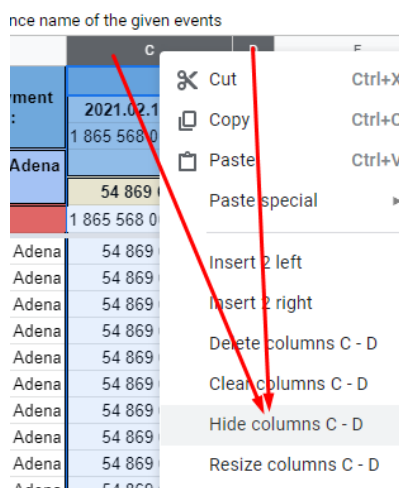 nce name of the given events
C D E
yment
:
2021.02.1
1 865 568 0
Adena
54 869
1 865 568 0
Adena 54 869
Adena 54 869
Adena 54 869
Adena 54 869
Adena 54 869
Adena 54 869
Adena 54 869
Adena 54 869
Adena 54 869
Cut Ctrl+X
Copy Ctrl+C
Paste Ctrl+V
Paste special
Insert 2 left
Insert 2 right
Delete columns C - D
Clear columns C - D
Hide columns C - D
Resize columns C - D